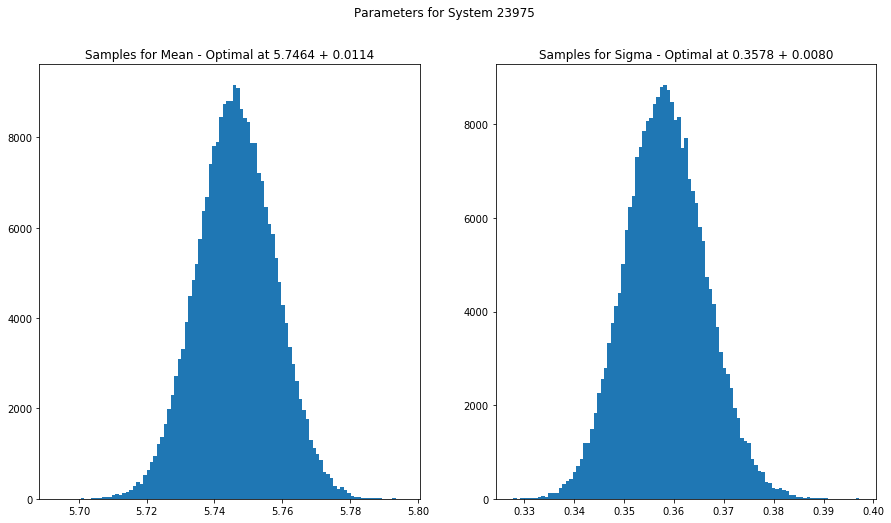 Parameters for System 23975
Samples for Mean - Optimal at 5.7464 + 0.0114
8000
6000
4000
2000
0
5.70 5.72 5.74 5.76 5.78 5.80
Samples for Sigma - Optimal at 0.3578 + 0.0080
8000
6000
4000
2000
0
0.33 0.34 0.35 0.36 0.37 0.38 0.39 0.40